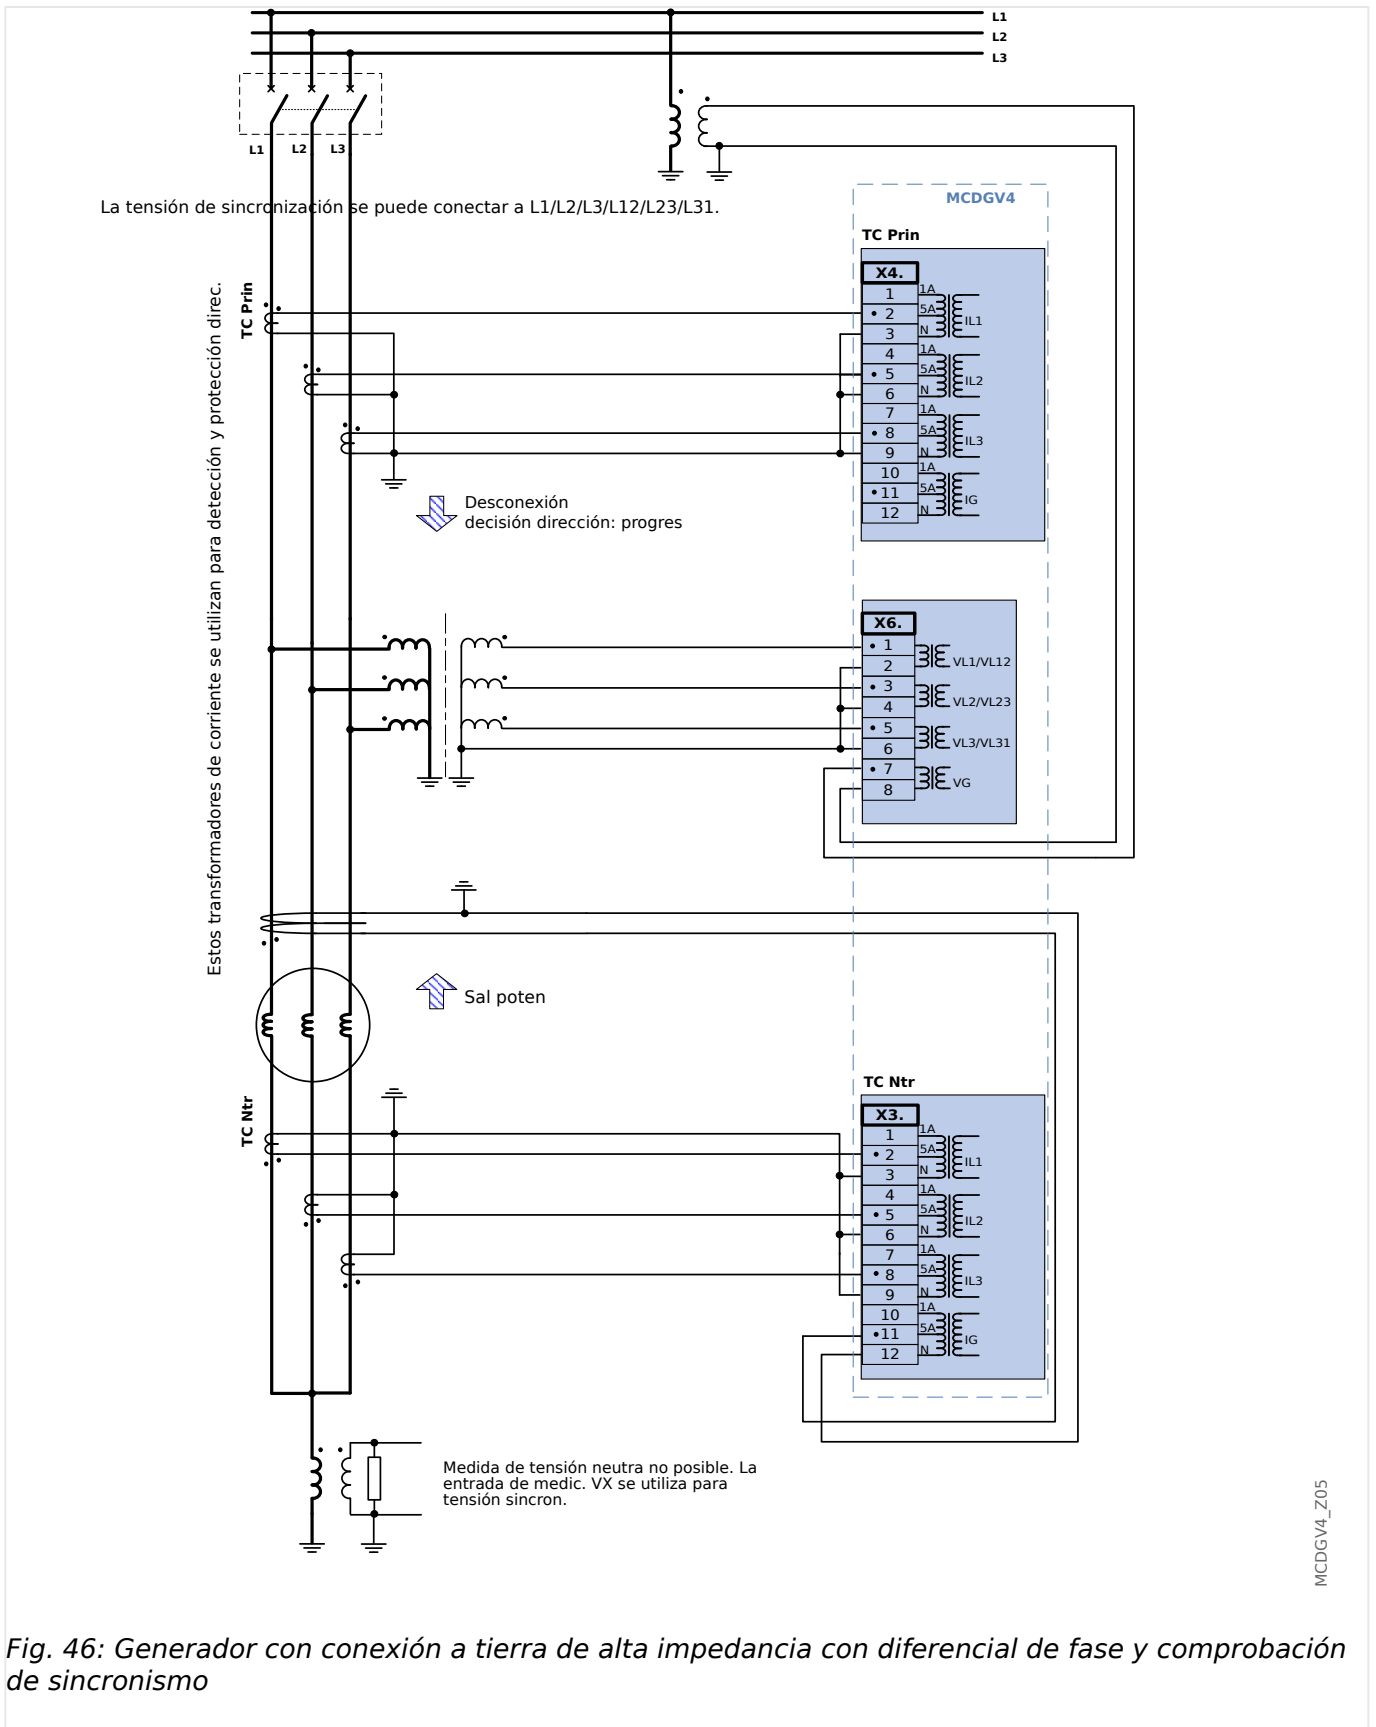 L1
L2
L3
L1 L2 L3
La tensión de sincronización se puede conectar a L1/L2/L3/L12/L23/L31.
MCDGV4
TC Prin
X4.
1 1A
2 5A IL1
3 N
4 1A
5 5A IL2
6 N
7 1A
8 5A IL3
9 N
10 1A
11 5A IG
12 N
TC Prin
Estos transformadores de corriente se utilizan para detección y protección direc.
Desconexión
decisión dirección: progres
X6.
1
VL1/VL12
2
3
VL2/VL23
4
5
VL3/VL31
6
7
VG
8
Sal poten
TC Ntr
TC Ntr
X3.
1 1A
2 5A IL1
3 N
4 1A
5 5A IL2
6 N
7 1A
8 5A IL3
9 N
10 1A
11 5A IG
12 N
Medida de tensión neutra no posible. La
entrada de medic. VX se utiliza para
tensión sincron.
MCDGV4_Z05
Fig. 46: Generador con conexión a tierra de alta impedancia con diferencial de fase y comprobación
de sincronismo